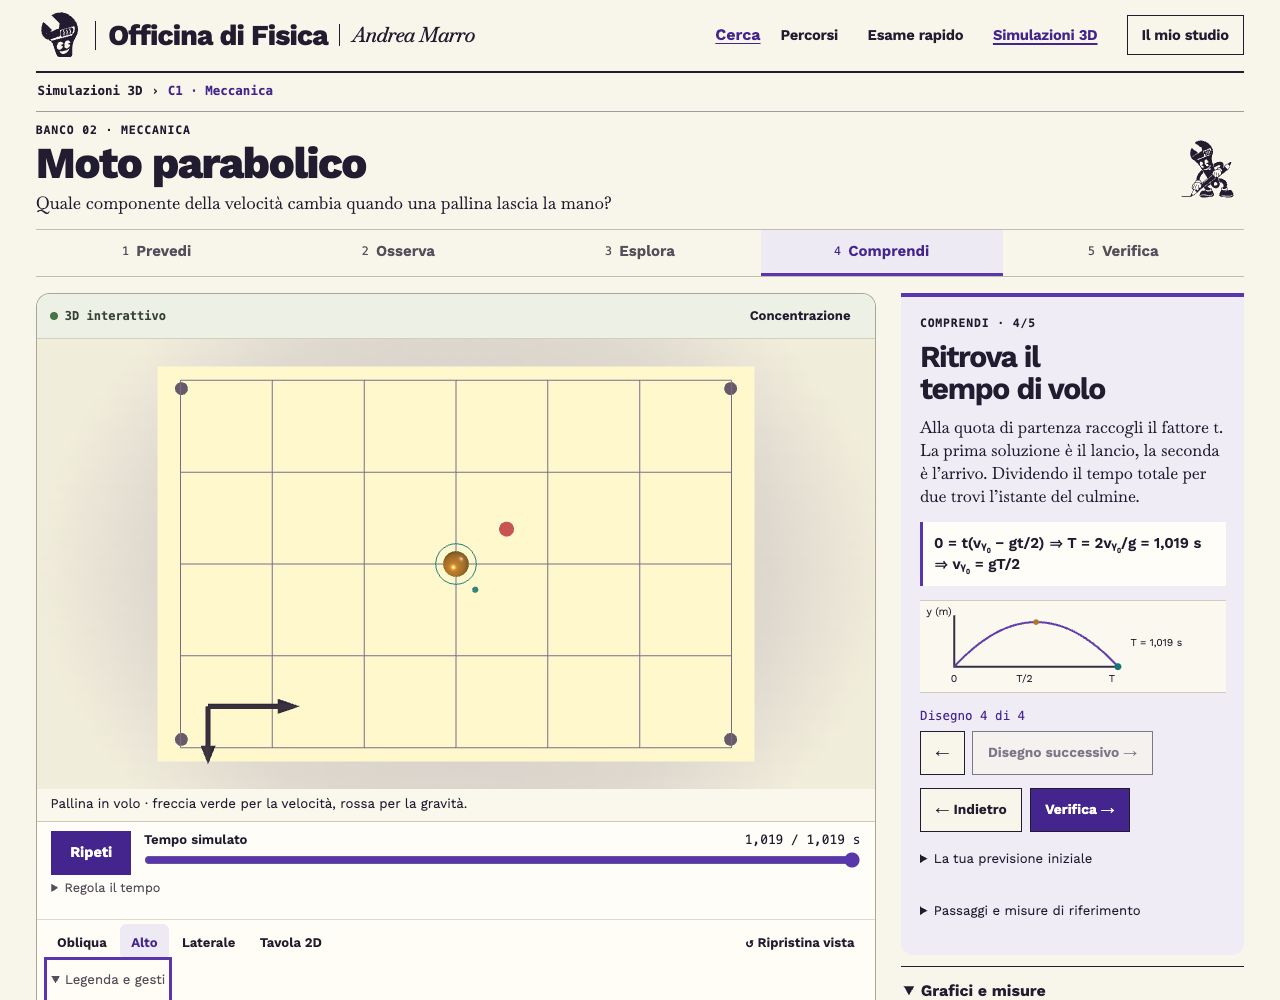 Officina di Fisica
Andrea Marro
Cerca
Percorsi
Esame rapido
Simulazioni 3D
Il mio studio
Simulazioni 3D › C1 · Meccanica
BANCO 02 · MECCANICA
Moto parabolico
Quale componente della velocità cambia quando una pallina lascia la mano?
1 Prevedi
2 Osserva
3 Esplora
4 Comprendi
5 Verifica
3D interattivo
Concentrazione
Pallina in volo · freccia verde per la velocità, rossa per la gravità.
Ripeti
Tempo simulato
1,019 / 1,019 s
▶ Regola il tempo
Obliqua
Alto
Laterale
Tavola 2D
↺ Ripristina vista
▼ Legenda e gesti
COMPRENDI · 4/5
Ritrova il
tempo di volo
Alla quota di partenza raccogli il fattore t.
La prima soluzione è il lancio, la seconda
è l’arrivo. Dividendo il tempo totale per
due trovi l’istante del culmine.
0 = t(vᵧ₀ − gt/2) ⇒ T = 2vᵧ₀/g = 1,019 s
⇒ vᵧ₀ = gT/2
y (m)
T = 1,019 s
0
T/2
T
Disegno 4 di 4
←
Disegno successivo →
← Indietro
Verifica →
▶ La tua previsione iniziale
▶ Passaggi e misure di riferimento
▼ Grafici e misure